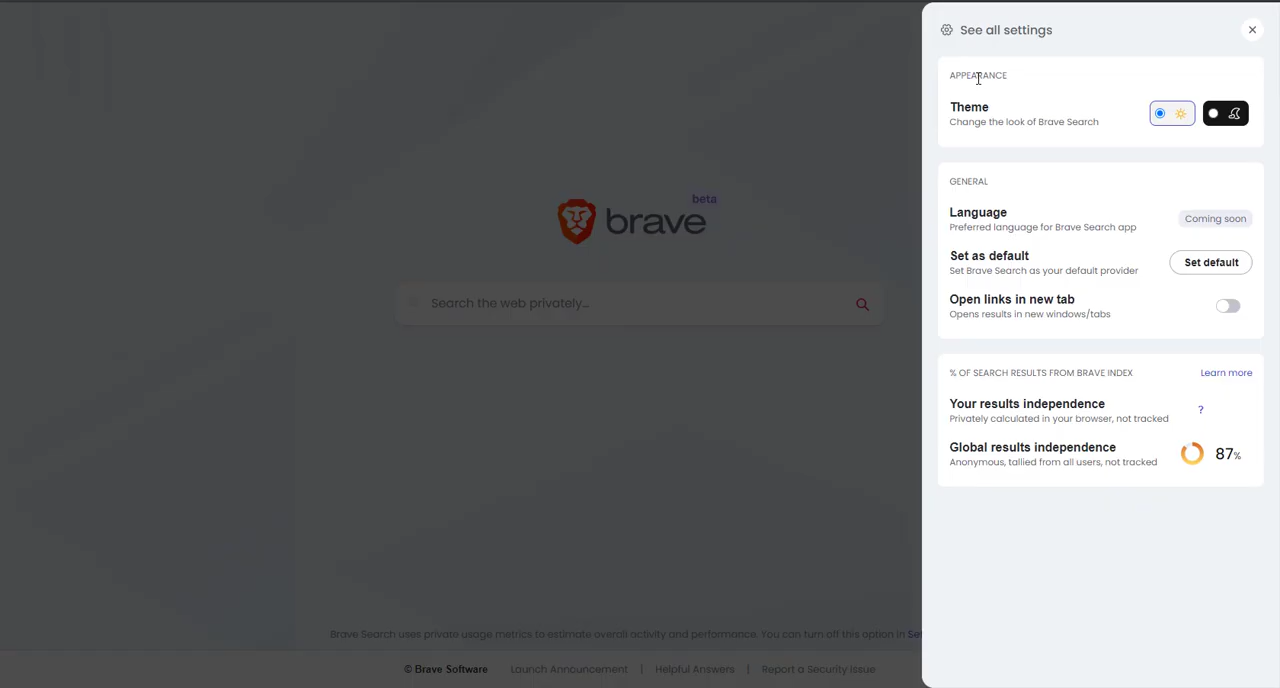 beta
brave
Search the web privately...
Brave Search uses private usage metrics to estimate overall activity and performance. You can turn off this option in Set
© Brave Software Launch Announcement | Helpful Answers | Report a Security Issue
See all settings
APPEARANCE
Theme
Change the look of Brave Search
GENERAL
Language
Preferred language for Brave Search app
Coming soon
Set as default
Set Brave Search as your default provider
Set default
Open links in new tab
Opens results in new windows/tabs
% OF SEARCH RESULTS FROM BRAVE INDEX
Learn more
Your results independence
Privately calculated in your browser, not tracked
?
Global results independence
Anonymous, tallied from all users, not tracked
87%